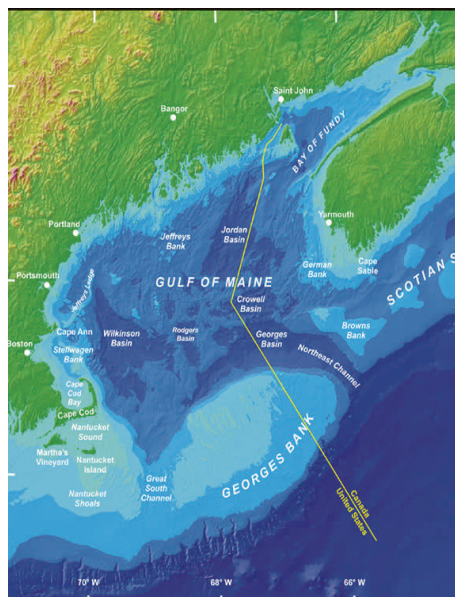 Saint John
Bangor
BAY OF FUNDY
Yarmouth
Portland
Jordan
Basin
Jeffreys
Bank
German
Bank
Cape
Sable
Portsmouth
Jeffreys Ledge
GULF OF MAINE
SCOTIAN S
Crowell
Basin
Cape Ann
Wilkinson
Basin
Rodgers
Basin
Georges
Basin
Browns
Bank
Boston
Stellwagen
Bank
Northeast Channel
Cape
Cod
Bay
Cape Cod
Nantucket
Sound
Martha's
Vineyard
Nantucket
Island
Great
South
Channel
GEORGES BANK
Nantucket
Shoals
Canada
United States
70° W
68° W
66° W